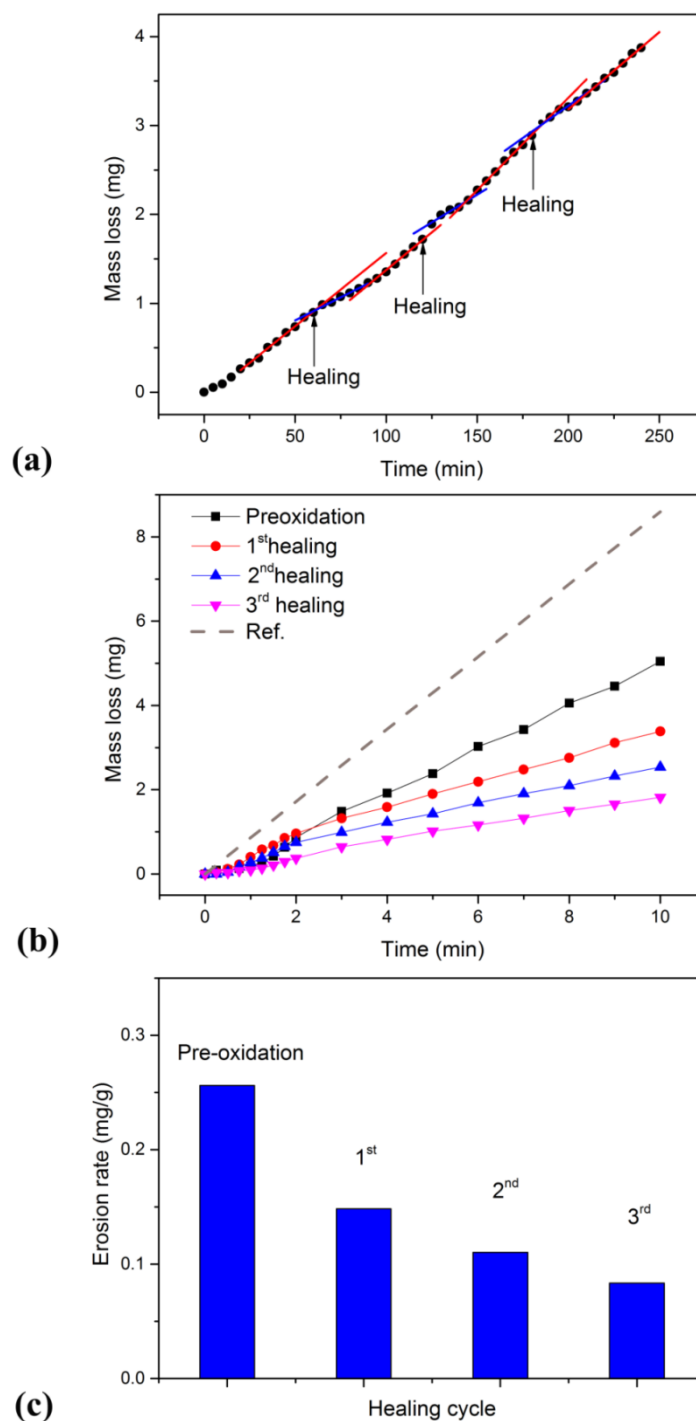 4
3
2
1
0
Mass loss (mg)
Healing
Healing
Healing
0 50 100 150 200 250
Time (min)
(a)
8
6
4
2
0
Mass loss (mg)
Preoxidation
1st healing
2nd healing
3rd healing
Ref.
0 2 4 6 8 10
Time (min)
(b)
0.3
0.2
0.1
0.0
Erosion rate (mg/g)
Pre-oxidation
1st
2nd
3rd
Healing cycle
(c)